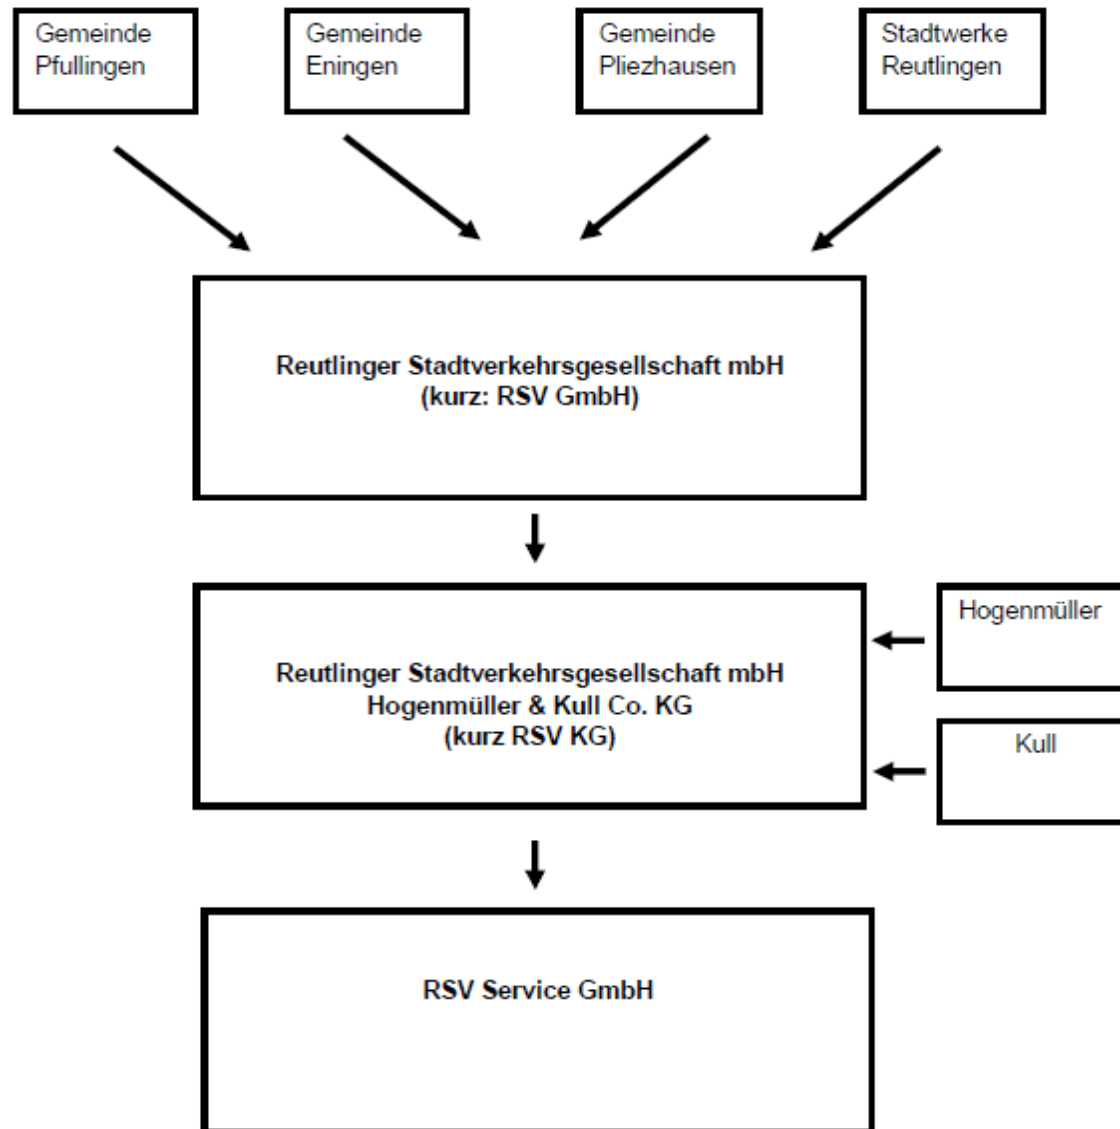 Gemeinde
Pfullingen
Gemeinde
Eningen
Gemeinde
Pliezhausen
Stadtwerke
Reutlingen
Reutlinger Stadtverkehrsgesellschaft mbH
(kurz: RSV GmbH)
Reutlinger Stadtverkehrsgesellschaft mbH
Hogenmüller & Kull Co. KG
(kurz RSV KG)
Hogenmüller
Kull
RSV Service GmbH